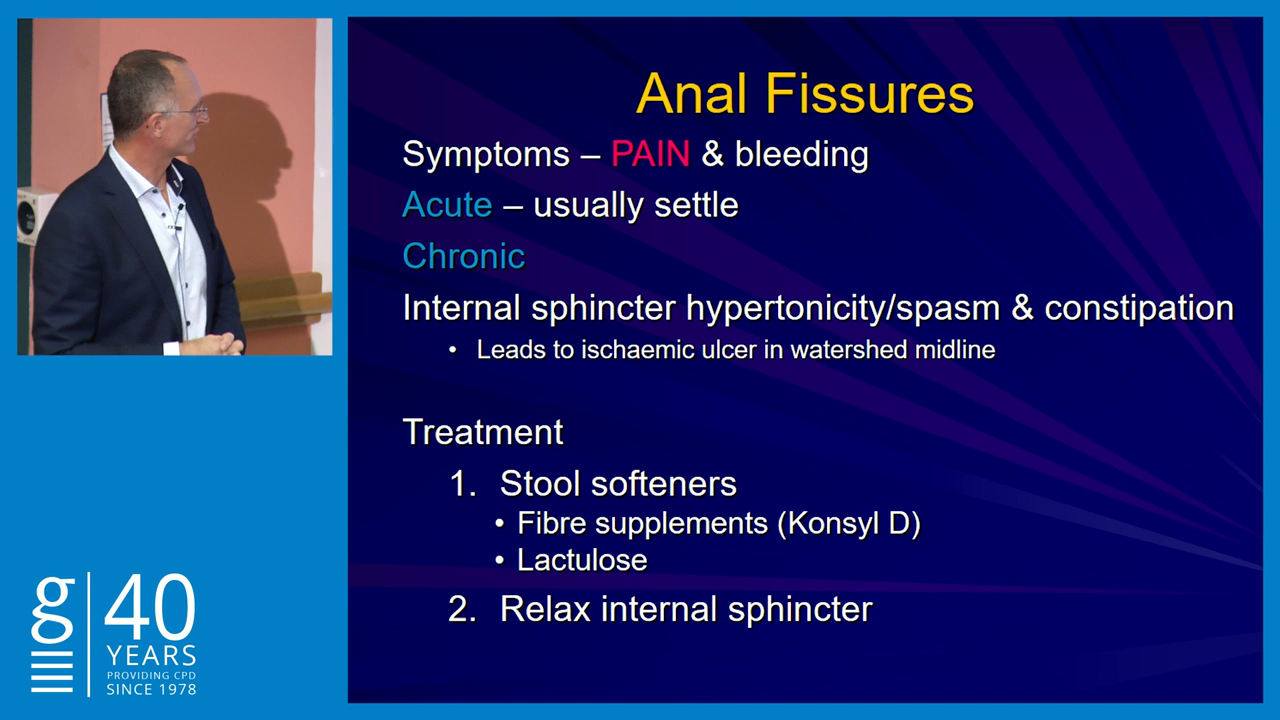 Anal Fissures
Symptoms – PAIN & bleeding
Acute – usually settle
Chronic
Internal sphincter hypertonicity/spasm & constipation
• Leads to ischaemic ulcer in watershed midline
Treatment
1. Stool softeners
• Fibre supplements (Konsyl D)
• Lactulose
2. Relax internal sphincter
g
40
YEARS
PROVIDING CPD
SINCE 1978